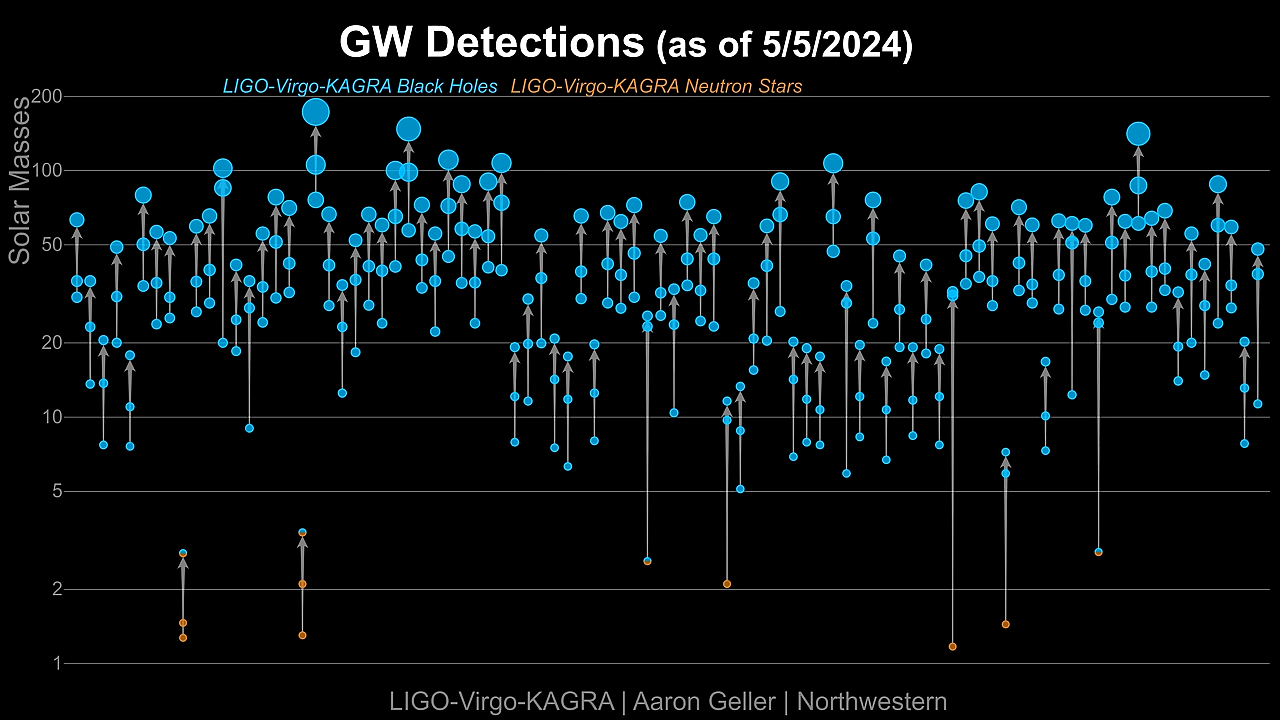 GW Detections (as of 5/5/2024)
LIGO-Virgo-KAGRA Black Holes LIGO-Virgo-KAGRA Neutron Stars
Solar Masses
200
100
50
20
10
5
2
1
LIGO-Virgo-KAGRA | Aaron Geller | Northwestern